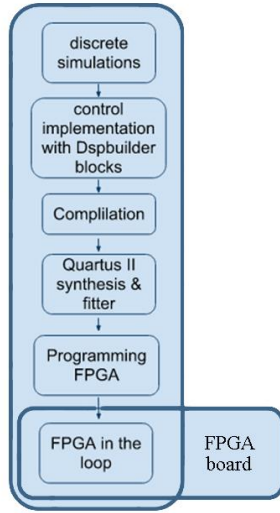 discrete
simulations
control
implementation
with Dspbuilder
blocks
Complilation
Quartus II
synthesis &
fitter
Programming
FPGA
FPGA in the
loop
FPGA
board